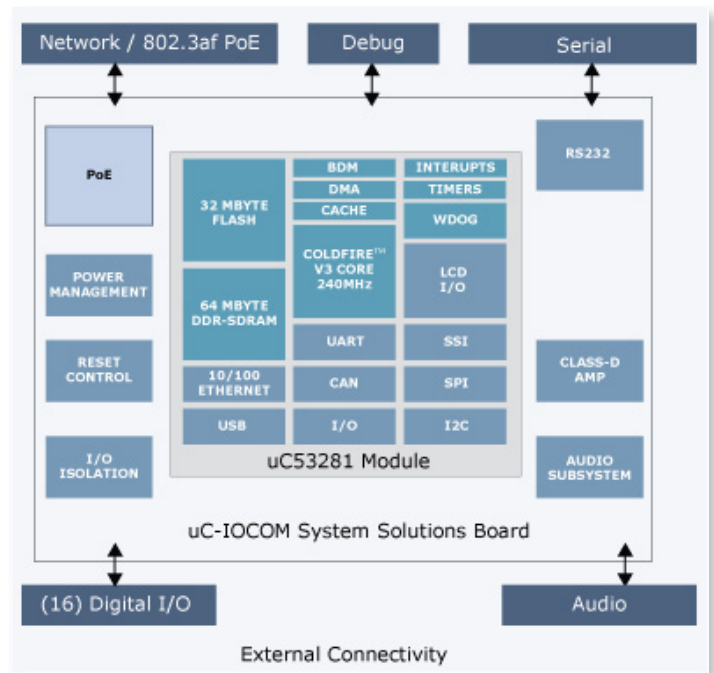 Network / 802.3af PoE
Debug
Serial
PoE
RS232
32 MBYTE
FLASH
BDM
INTERUPTS
DMA
TIMERS
CACHE
WDOG
COLDFIRE™
V3 CORE
240MHz
LCD
I/O
POWER
MANAGEMENT
64 MBYTE
DDR-SDRAM
UART
SSI
RESET
CONTROL
10/100
ETHERNET
CAN
SPI
CLASS-D
AMP
USB
I/O
I2C
I/O
ISOLATION
AUDIO
SUBSYSTEM
uC53281 Module
uC-IOCOM System Solutions Board
(16) Digital I/O
Audio
External Connectivity